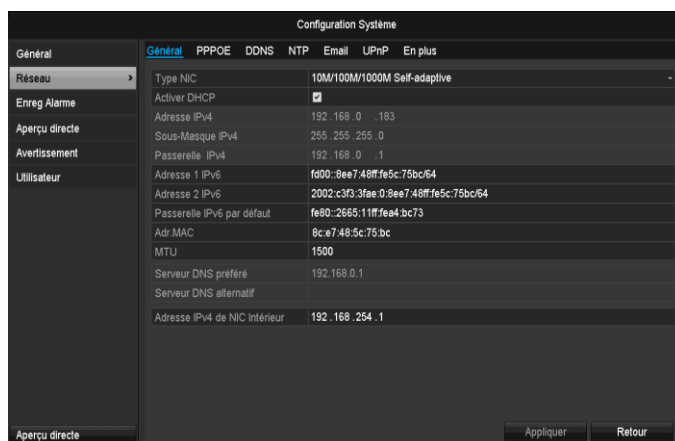 Configuration Système
Général PPPOE DDNS NTP Email UPnP En plus
Général
Réseau >
Enreg Alarme
Aperçu directe
Avertissement
Utilisateur
Type NIC 10M/100M/1000M Self-adaptive
Activer DHCP
Adresse IPv4 192.168.0 .183
Sous-Masque IPv4 255.255.255.0
Passerelle IPv4 192.168.0 .1
Adresse 1 IPv6 fd00::8ee7:48ff:fe5c:75bc/64
Adresse 2 IPv6 2002:c3f3:3fae:0:8ee7:48ff:fe5c:75bc/64
Passerelle IPv6 par défaut fe80::2665:11ff:fea4:bc73
Adr.MAC 8c:e7:48:5c:75:bc
MTU 1500
Serveur DNS préféré 192.168.0.1
Serveur DNS alternatif
Adresse IPv4 de NIC Intérieur 192.168.254.1
Aperçu directe
Appliquer Retour